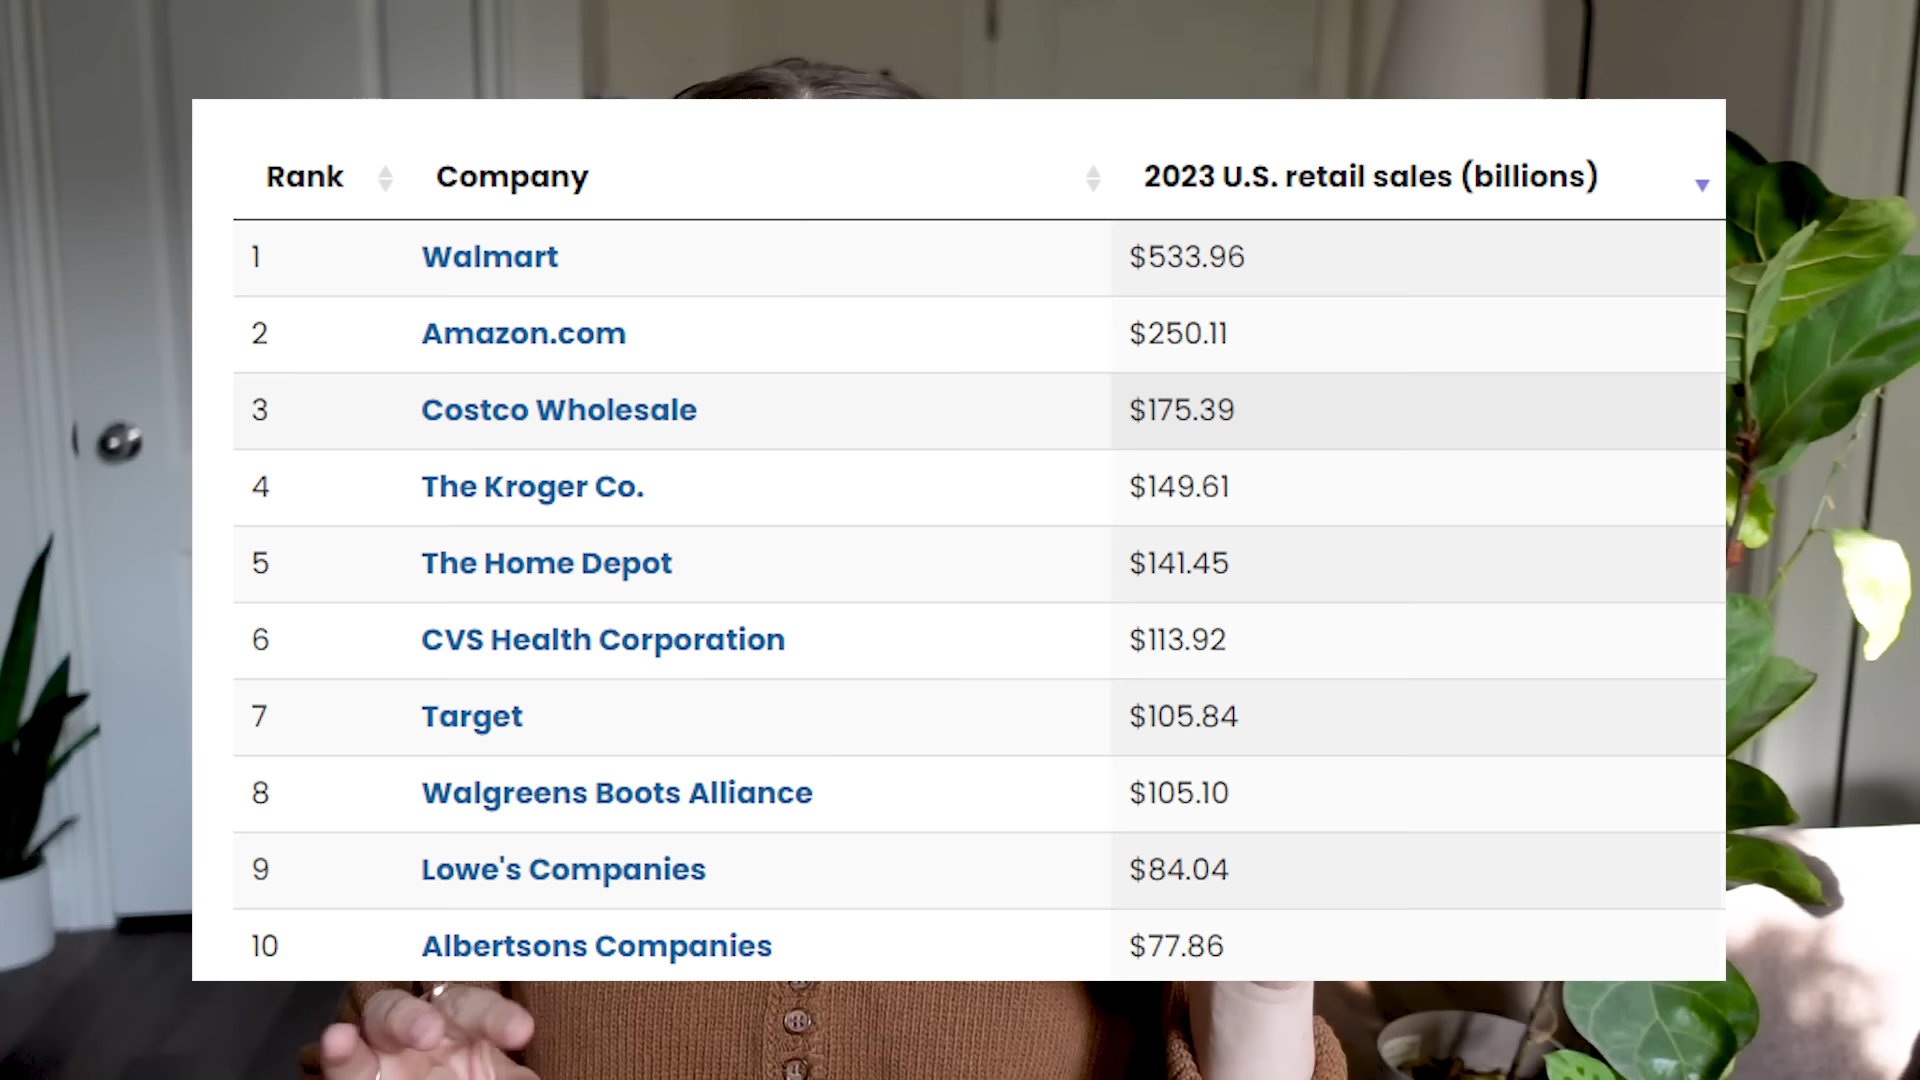 Rank Company 2023 U.S. retail sales (billions)
1 Walmart $533.96
2 Amazon.com $250.11
3 Costco Wholesale $175.39
4 The Kroger Co. $149.61
5 The Home Depot $141.45
6 CVS Health Corporation $113.92
7 Target $105.84
8 Walgreens Boots Alliance $105.10
9 Lowe's Companies $84.04
10 Albertsons Companies $77.86